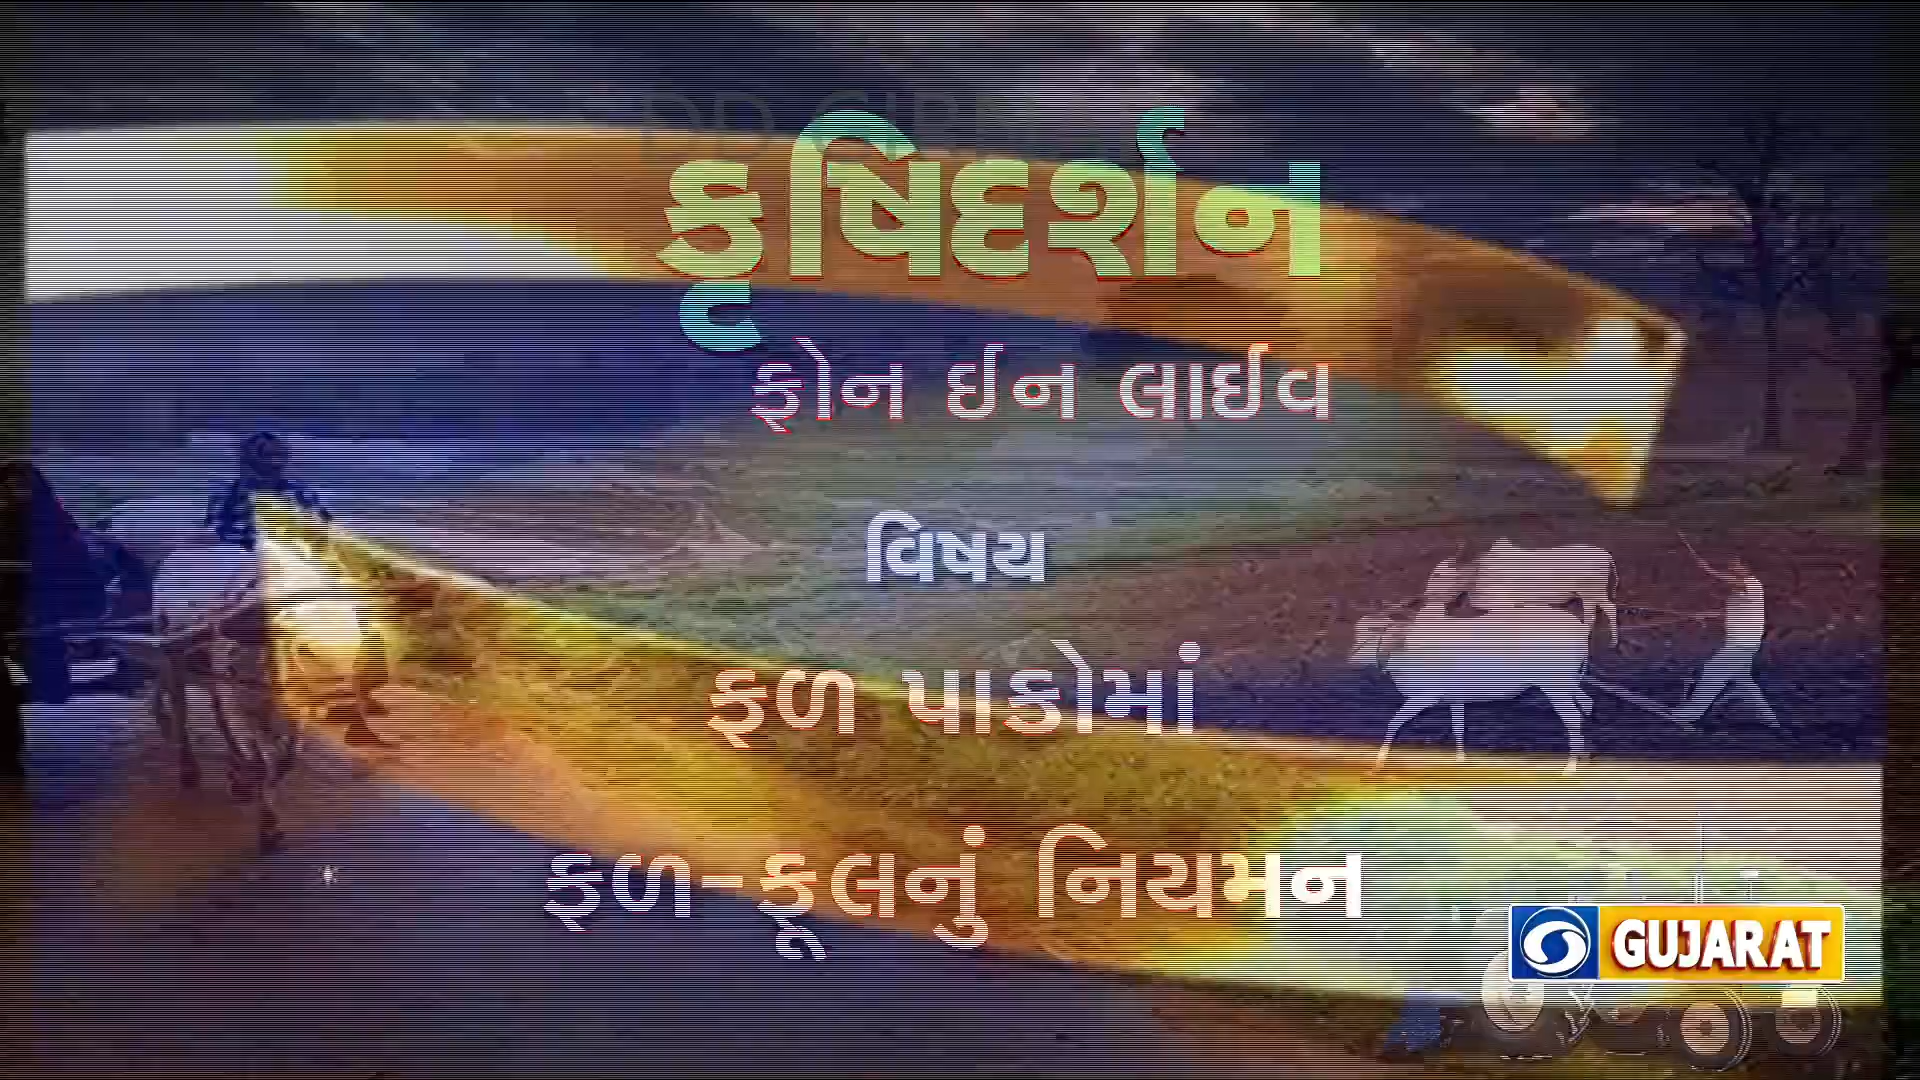 કૃષિદર્શન
ફોન ઈન લાઈવ
વિષય
ફળ પાકોમાં
ફળ-ફૂલનું નિયમન
GUJARAT